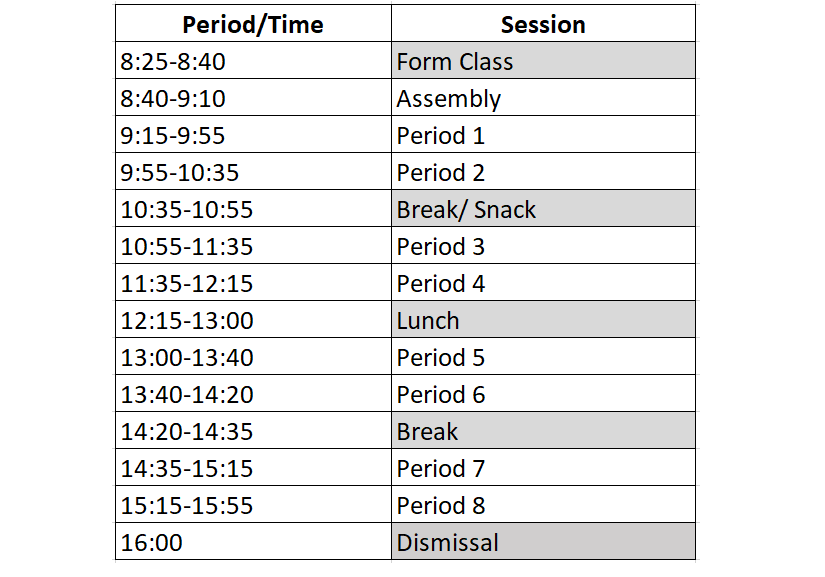 Period/Time Session
8:25-8:40 Form Class
8:40-9:10 Assembly
9:15-9:55 Period 1
9:55-10:35 Period 2
10:35-10:55 Break/ Snack
10:55-11:35 Period 3
11:35-12:15 Period 4
12:15-13:00 Lunch
13:00-13:40 Period 5
13:40-14:20 Period 6
14:20-14:35 Break
14:35-15:15 Period 7
15:15-15:55 Period 8
16:00 Dismissal